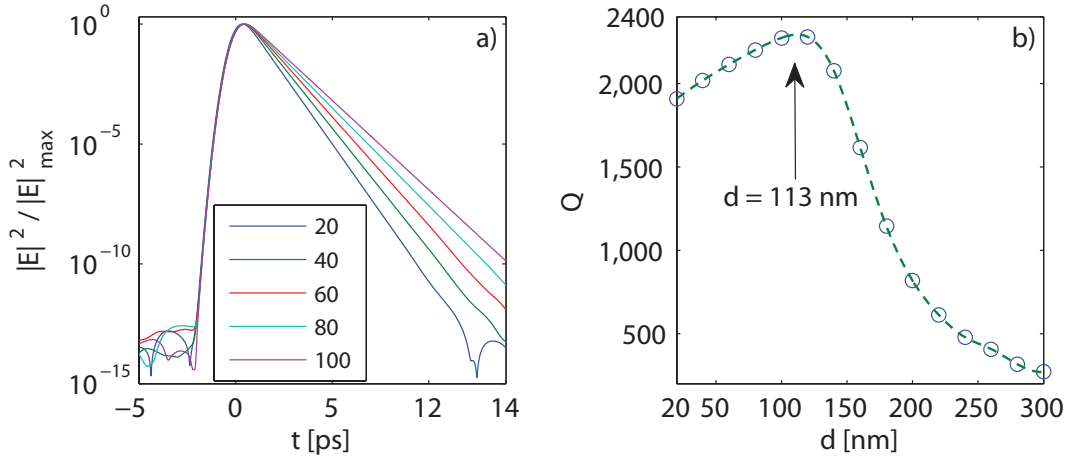 a)
10^0
10^−5
10^−10
10^−15
|E|^2 / |E|^2_max
−5 0 5 12 14
t [ps]
20
40
60
80
100
b)
2400
2,000
1,500
1,000
500
Q
d = 113 nm
20 50 100 150 200 250 300
d [nm]